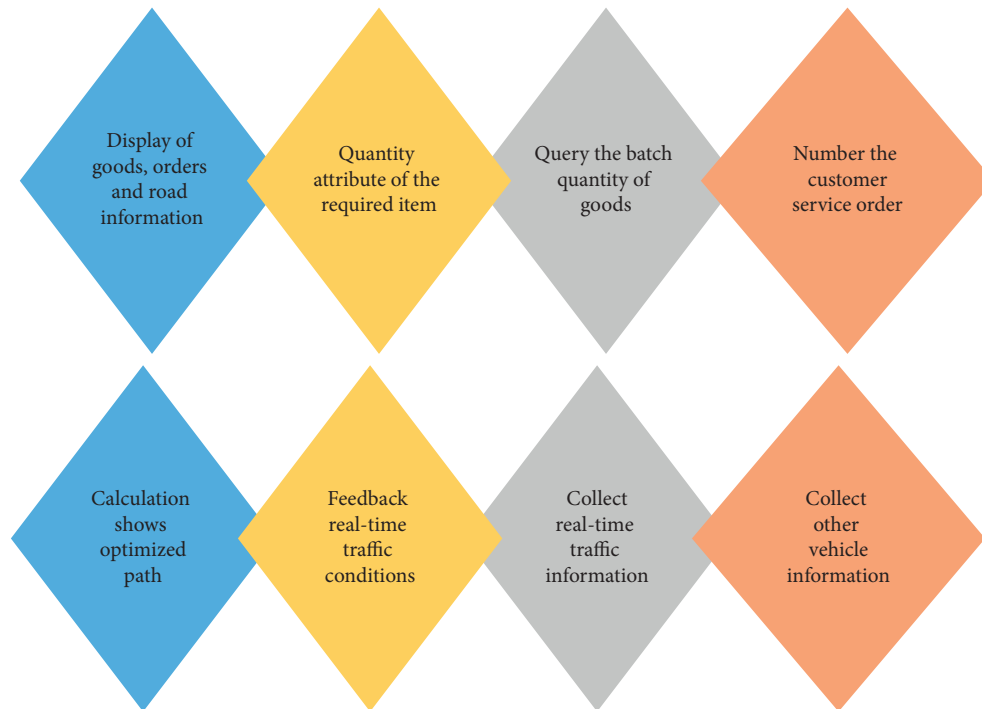 Display of
goods, orders
and road
information
Quantity
attribute of the
required item
Query the batch
quantity of
goods
Number the
customer
service order
Calculation
shows
optimized
path
Feedback
real-time
traffic
conditions
Collect
real-time
traffic
information
Collect
other
vehicle
information